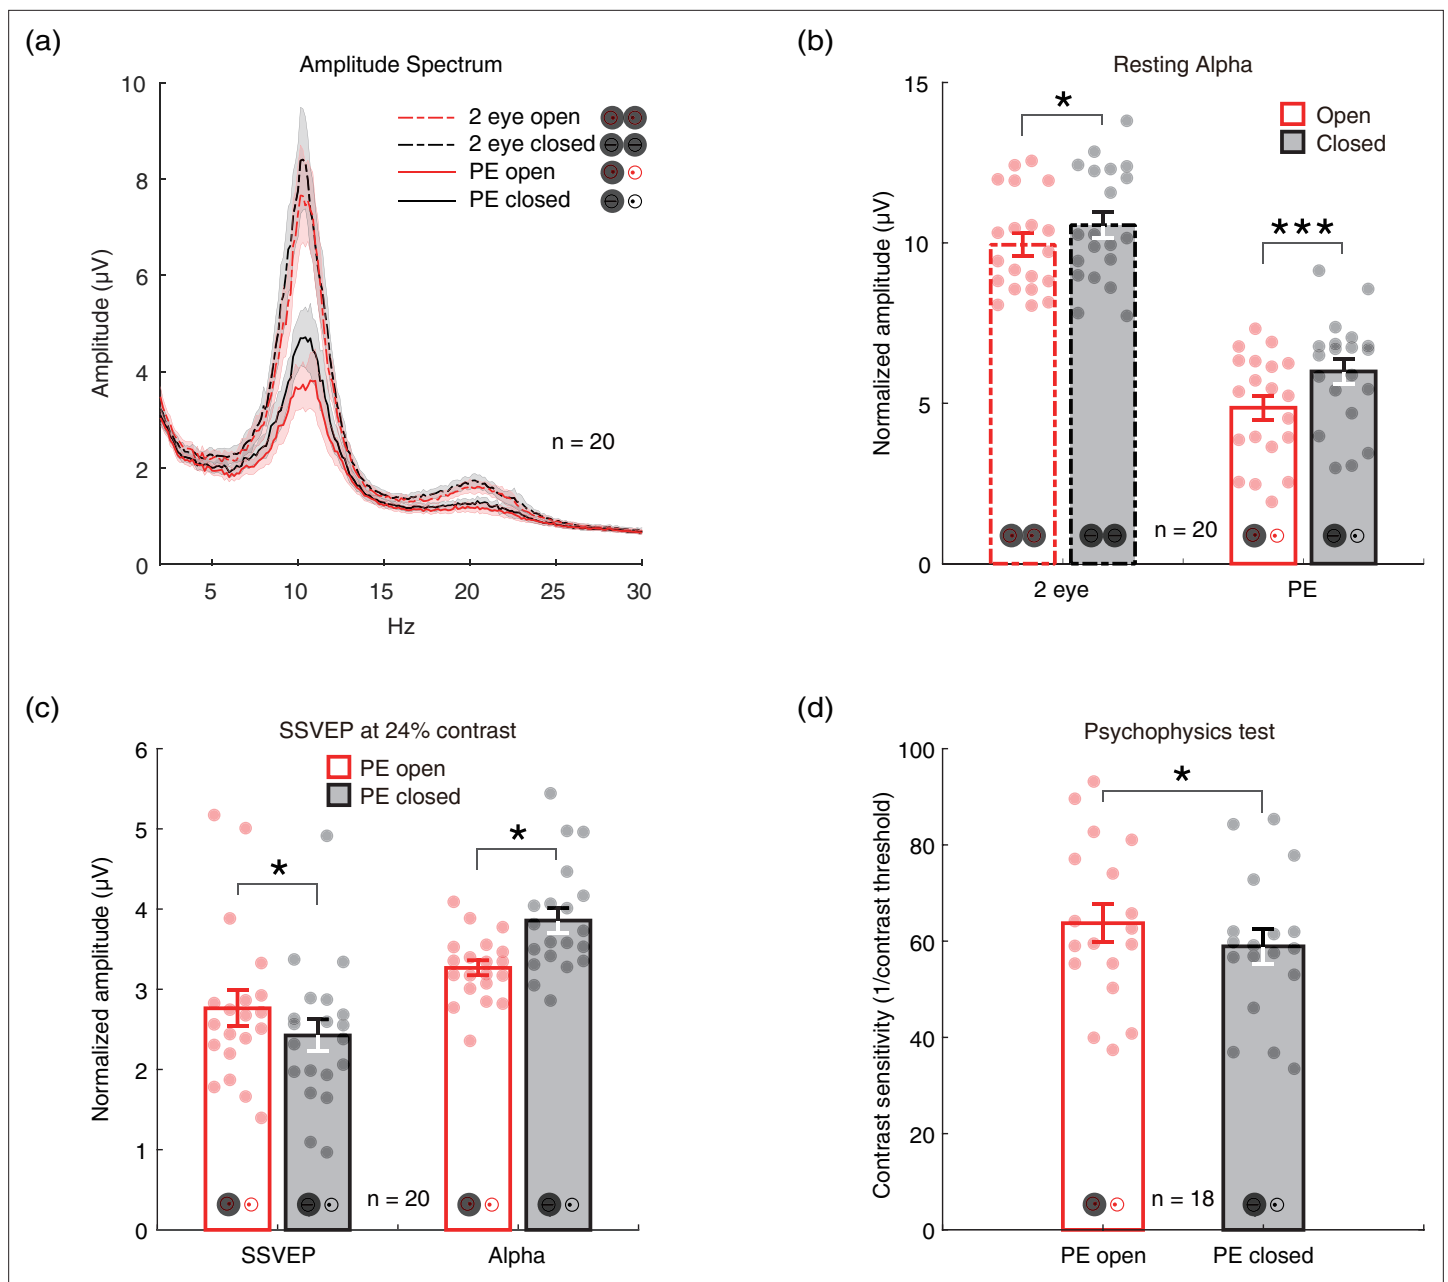 (a)
Amplitude Spectrum
Amplitude (µV)
10
8
6
4
2
0
2 eye open
2 eye closed
PE open
PE closed
n = 20
5
10
15
20
25
30
Hz
(b)
Resting Alpha
Normalized amplitude (µV)
15
10
5
0
Open
Closed
*
***
n = 20
2 eye
PE
(c)
SSVEP at 24% contrast
Normalized amplitude (µV)
6
5
4
3
2
1
0
PE open
PE closed
*
*
n = 20
SSVEP
Alpha
(d)
Psychophysics test
Contrast sensitivity (1/contrast threshold)
100
80
60
40
20
0
*
n = 18
PE open
PE closed